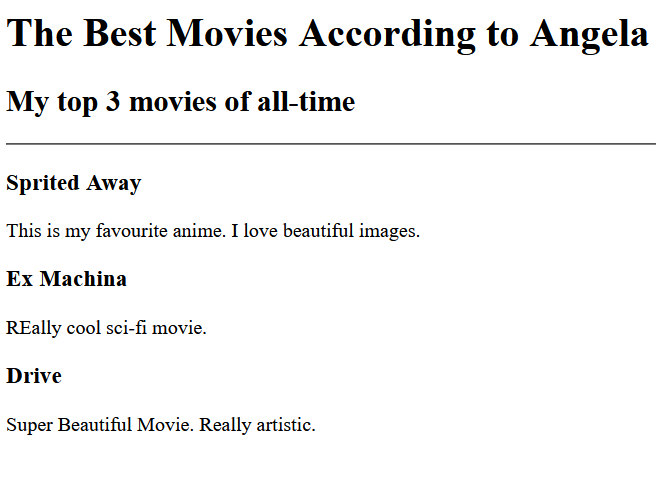 The Best Movies According to Angela
My top 3 movies of all-time
Sprited Away
This is my favourite anime. I love beautiful images.
Ex Machina
REally cool sci-fi movie.
Drive
Super Beautiful Movie. Really artistic.